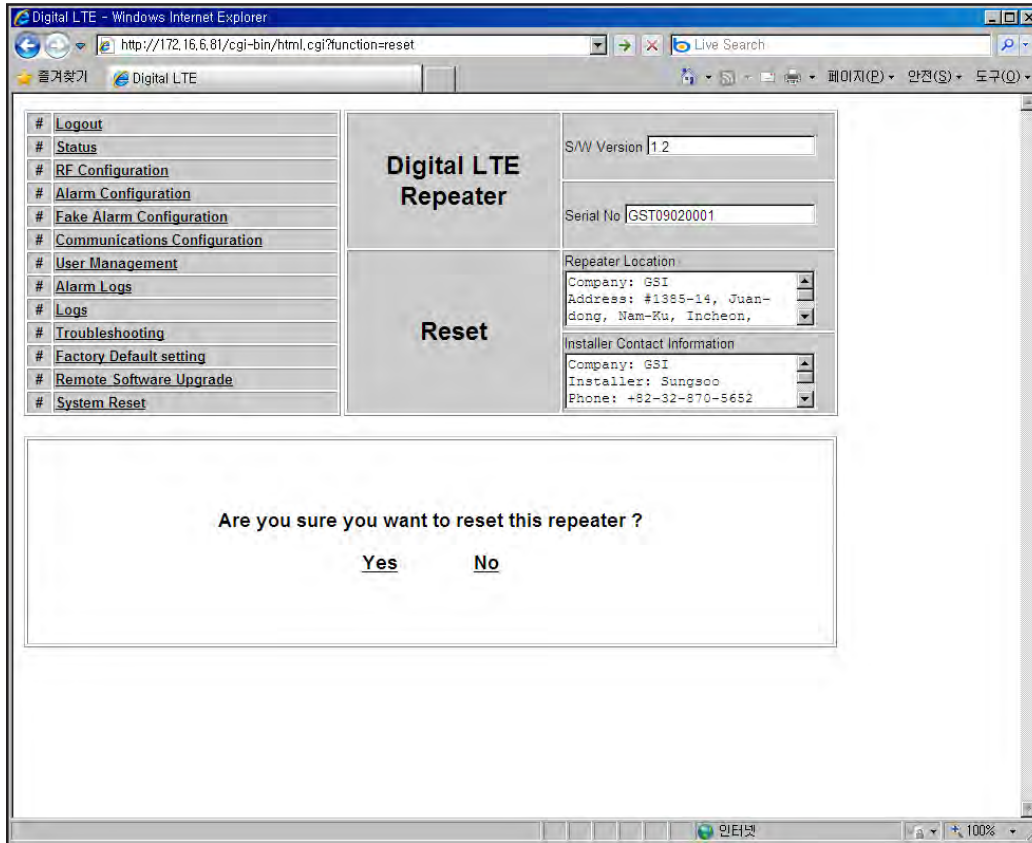 Digital LTE - Windows Internet Explorer
http://172.16.6.81/cgi-bin/html.cgi?function=reset
Live Search
즐겨찾기
Digital LTE
페이지(P)
안전(S)
도구(O)
# Logout
# Status
# RF Configuration
# Alarm Configuration
# Fake Alarm Configuration
# Communications Configuration
# User Management
# Alarm Logs
# Logs
# Troubleshooting
# Factory Default setting
# Remote Software Upgrade
# System Reset
Digital LTE
Repeater
Reset
S/W Version 1.2
Serial No GST09020001
Repeater Location
Company: GSI
Address: #1385-14, Juan-
dong, Nam-Ku, Incheon,
Installer Contact Information
Company: GSI
Installer: Sungsoo
Phone: +82-32-870-5652
Are you sure you want to reset this repeater ?
Yes No
인터넷
100%